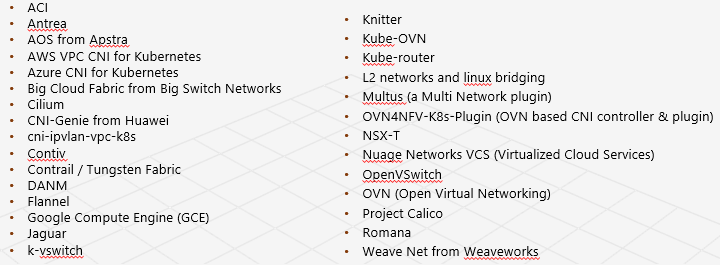 • ACI
• Antrea
• AOS from Apstra
• AWS VPC CNI for Kubernetes
• Azure CNI for Kubernetes
• Big Cloud Fabric from Big Switch Networks
• Cilium
• CNI-Genie from Huawei
• cni-ipvlan-vpc-k8s
• Contiv
• Contrail / Tungsten Fabric
• DANM
• Flannel
• Google Compute Engine (GCE)
• Jaguar
• k-vswitch
• Knitter
• Kube-OVN
• Kube-router
• L2 networks and linux bridging
• Multus (a Multi Network plugin)
• OVN4NFV-K8s-Plugin (OVN based CNI controller & plugin)
• NSX-T
• Nuage Networks VCS (Virtualized Cloud Services)
• OpenVSwitch
• OVN (Open Virtual Networking)
• Project Calico
• Romana
• Weave Net from Weaveworks